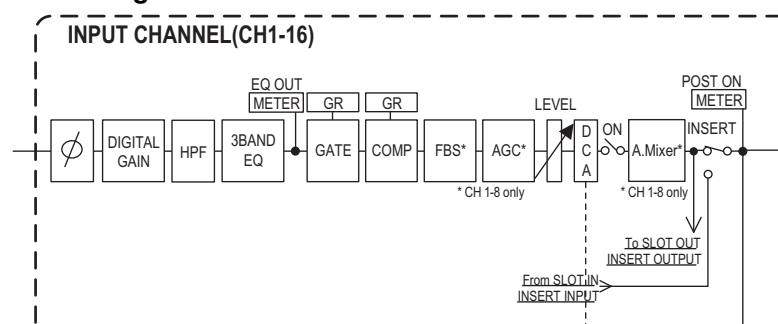 INPUT CHANNEL(CH1-16)
EQ OUT
METER
GR
GR
LEVEL
POST ON
METER
Ø
DIGITAL
GAIN
HPF
3BAND
EQ
GATE
COMP
FBS*
AGC*
D
C
A
ON
A.Mixer*
INSERT
* CH 1-8 only
* CH 1-8 only
To SLOT OUT
INSERT OUTPUT
From SLOT IN
INSERT INPUT